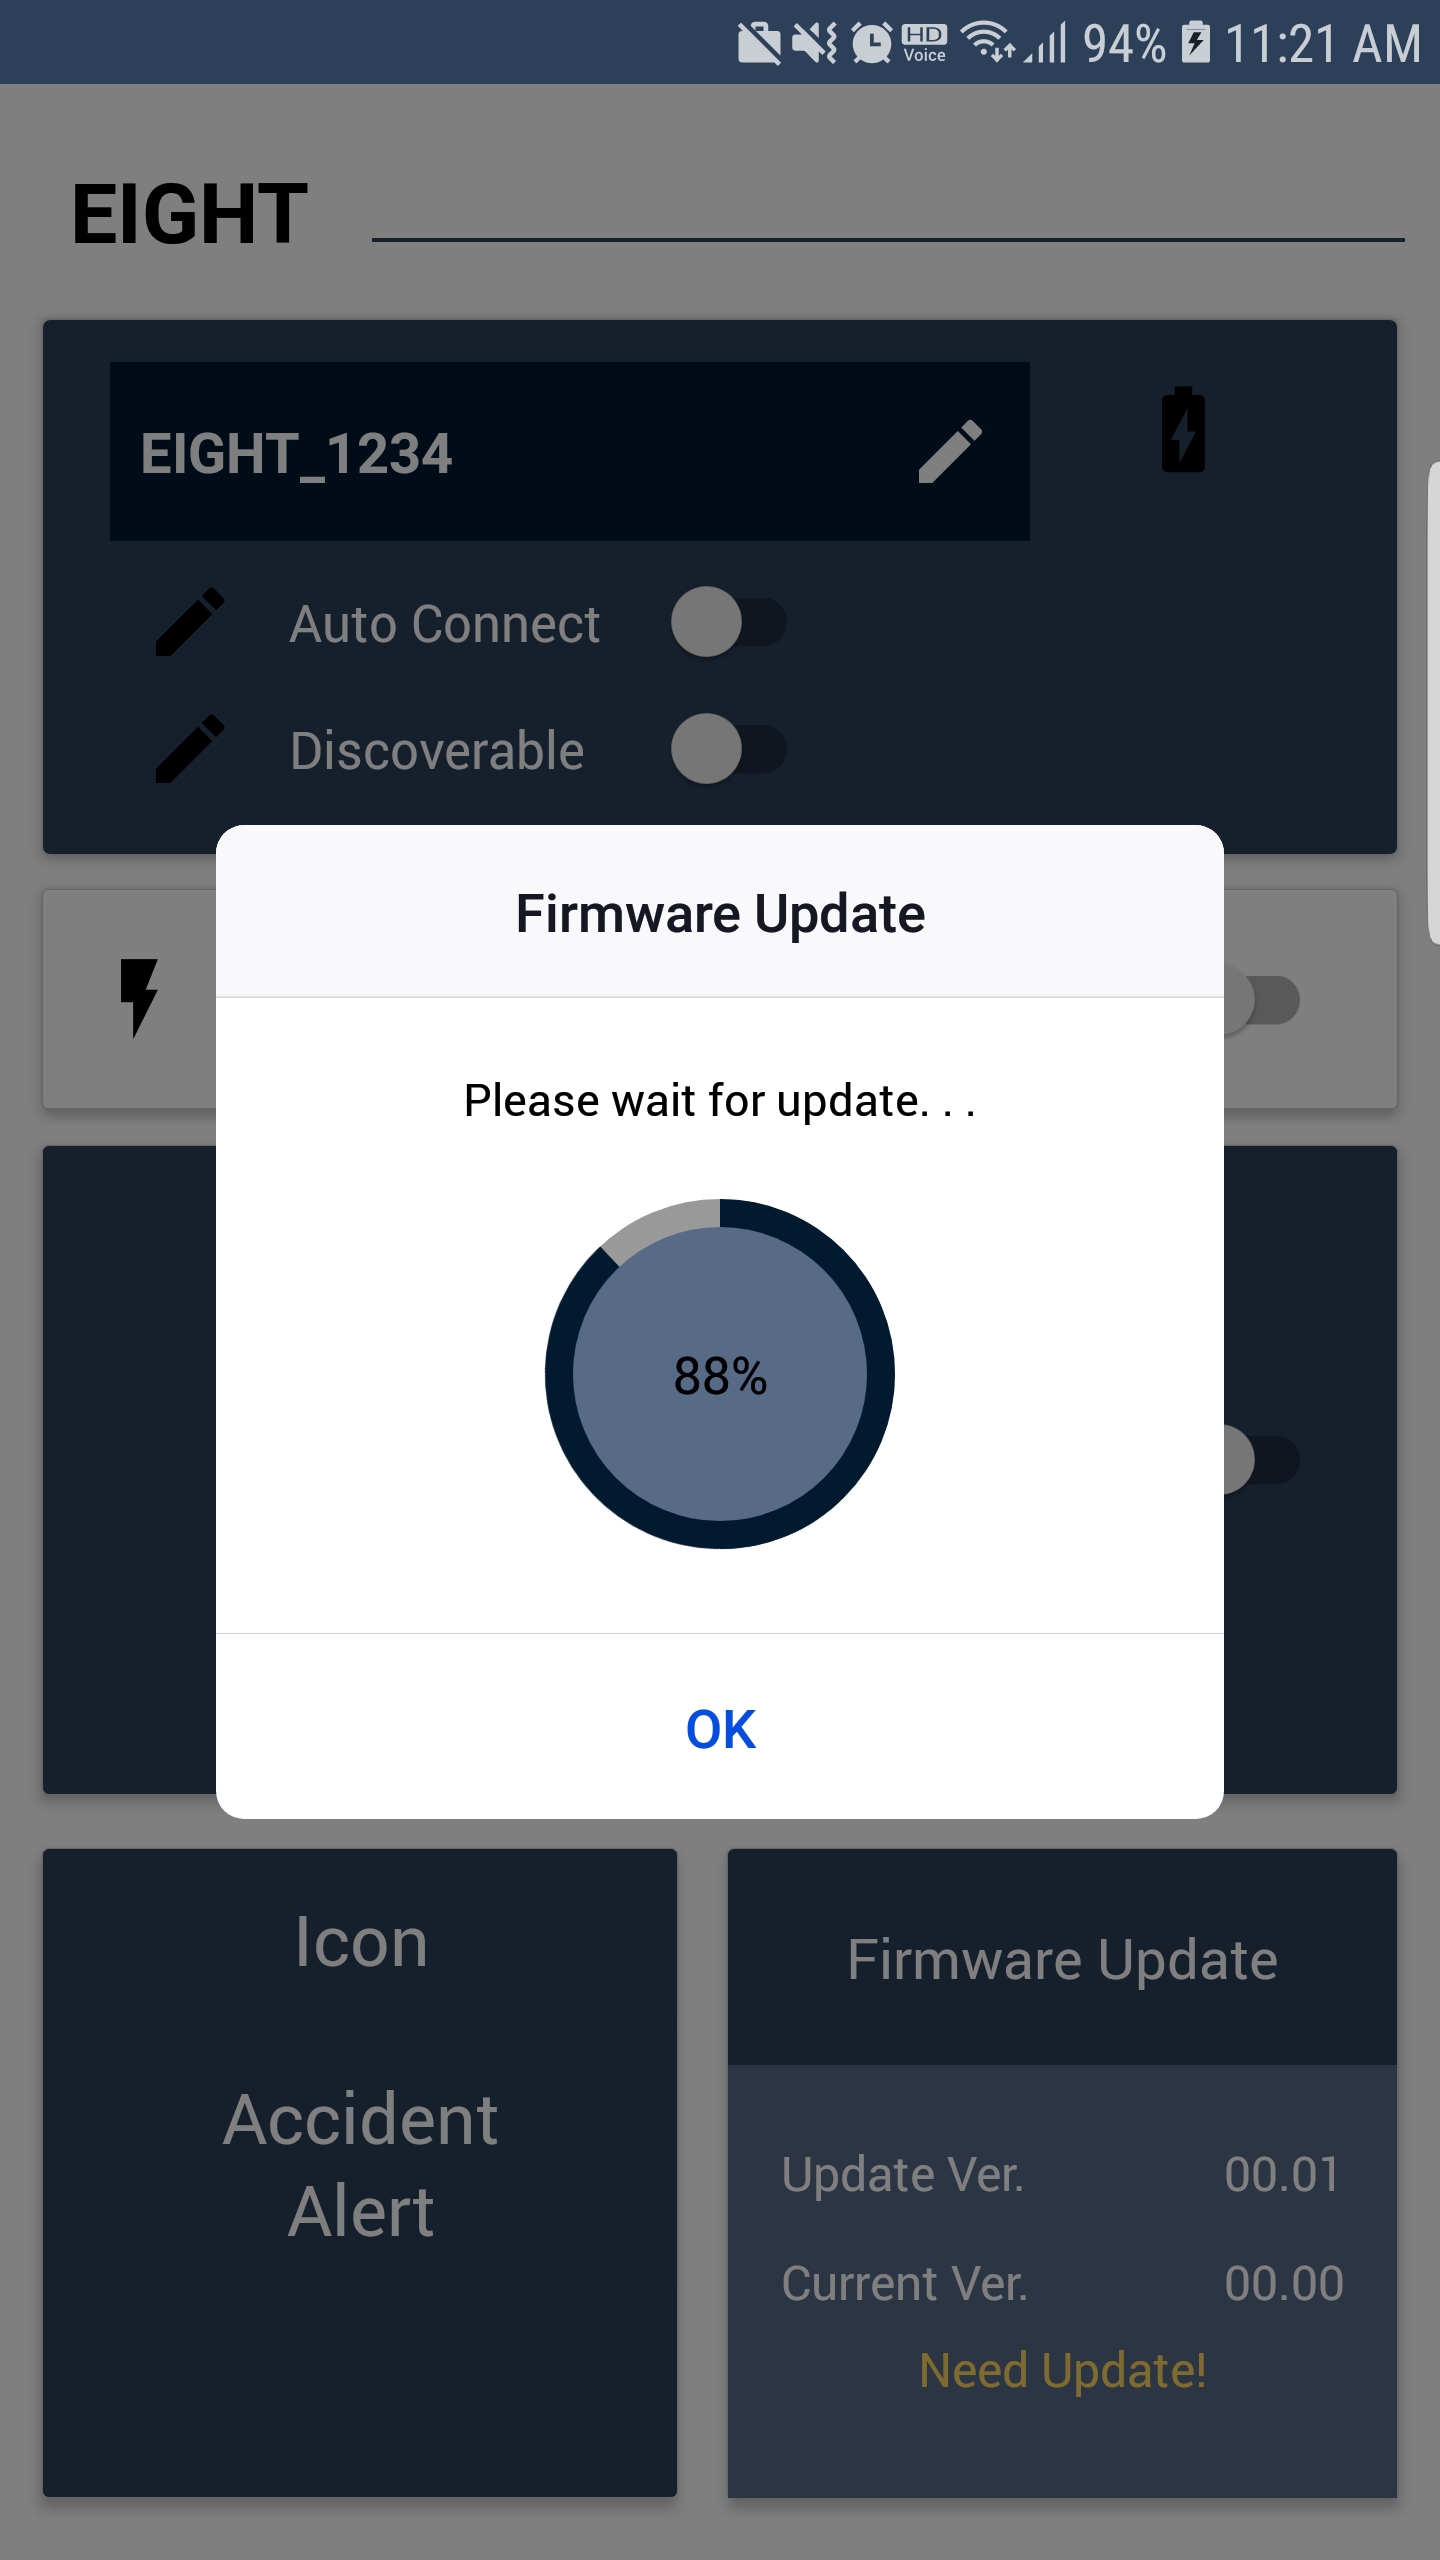 HD Voice 94% 11:21 AM
EIGHT
EIGHT_1234
Auto Connect
Discoverable
Firmware Update
Please wait for update. . .
88%
OK
Icon
Accident
Alert
Firmware Update
Update Ver. 00.01
Current Ver. 00.00
Need Update!